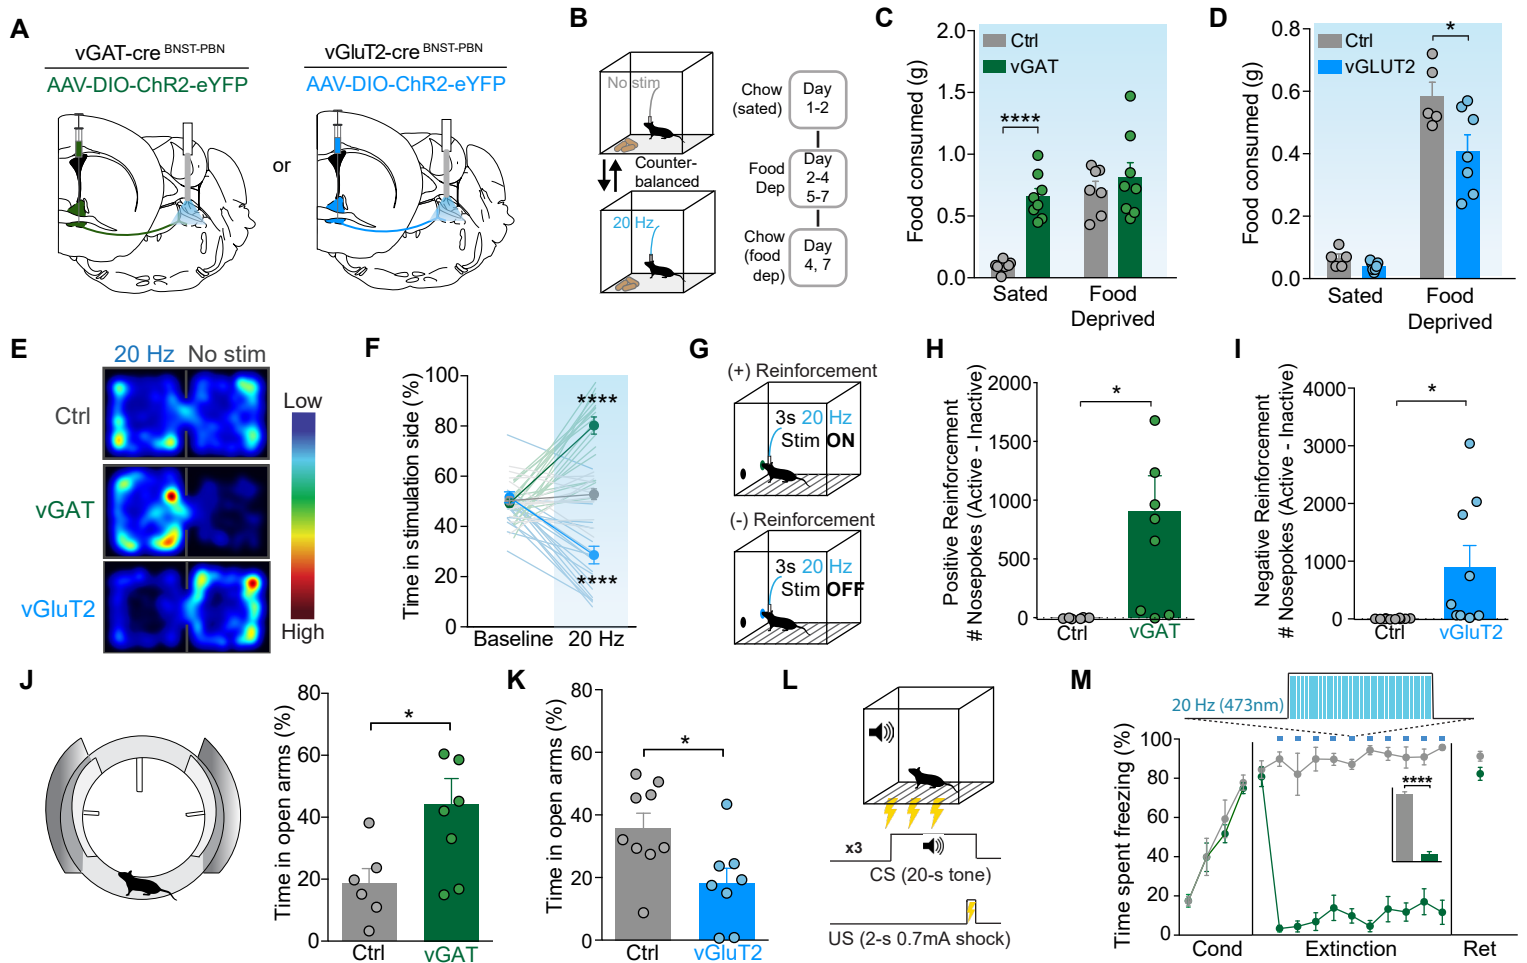 A
vGAT-cre BNST-PBN
AAV-DIO-ChR2-eYFP
or
vGluT2-cre BNST-PBN
AAV-DIO-ChR2-eYFP
B
No stim
Counter-
balanced
20 Hz
Chow
(sated)
Day
1-2
Food
Dep
Day
2-4
5-7
Chow
(food
dep)
Day
4, 7
C
Food consumed (g)
2.0
1.5
1.0
0.5
0.0
Ctrl
vGAT
****
Sated
Food
Deprived
D
Food consumed (g)
0.8
0.6
0.4
0.2
0.0
Ctrl
vGLUT2
*
Sated
Food
Deprived
E
20 Hz No stim
Ctrl
vGAT
vGluT2
Low
High
F
Time in stimulation side (%)
100
80
60
40
20
0
****
****
Baseline 20 Hz
G
(+) Reinforcement
3s 20 Hz
Stim ON
(-) Reinforcement
3s 20 Hz
Stim OFF
H
Positive Reinforcement
# Nosepokes (Active - Inactive)
2000
1500
1000
500
0
*
Ctrl vGAT
I
Negative Reinforcement
# Nosepokes (Active - Inactive)
4000
3000
2000
1000
0
*
Ctrl vGluT2
J
Time in open arms (%)
80
60
40
20
0
*
Ctrl vGAT
K
Time in open arms (%)
80
60
40
20
0
*
Ctrl vGluT2
L
x3
CS (20-s tone)
US (2-s 0.7mA shock)
M
20 Hz (473nm)
Time spent freezing (%)
100
80
60
40
20
0
****
Cond Extinction Ret